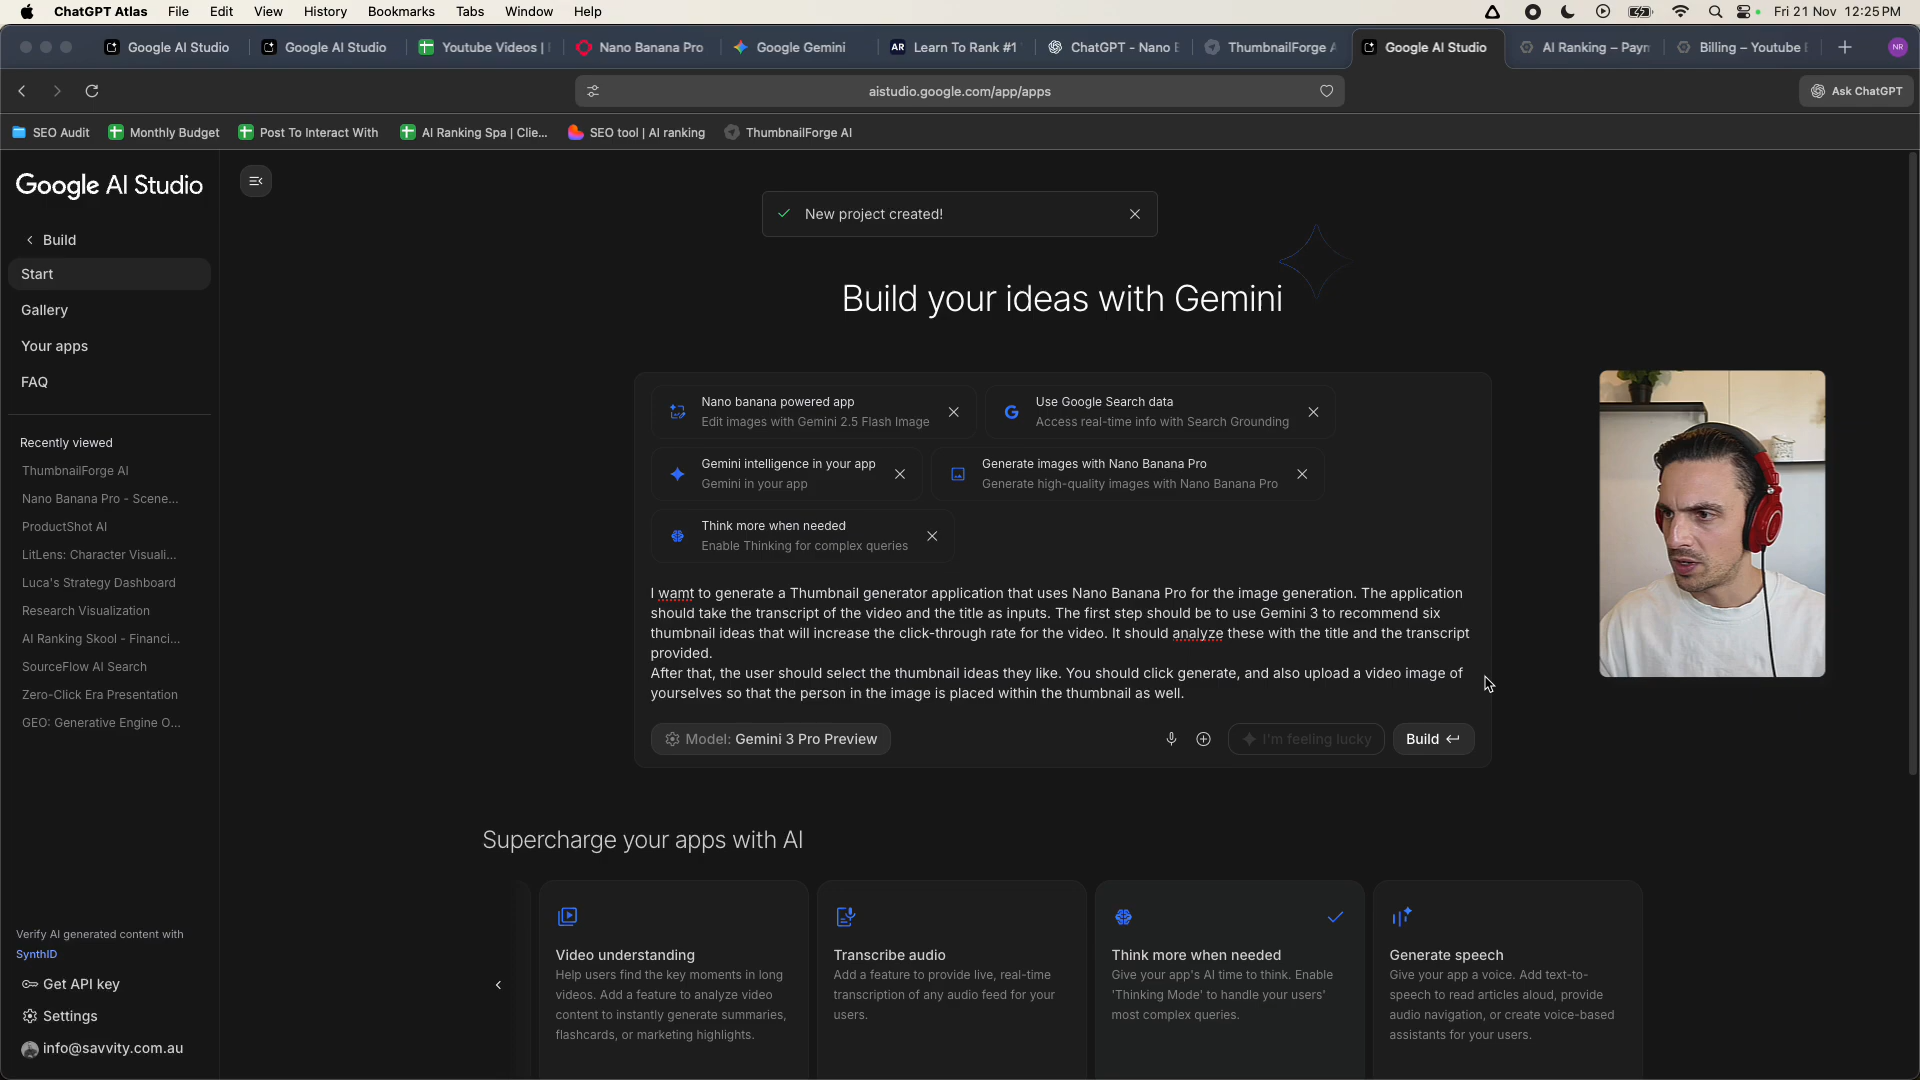 ChatGPT Atlas File Edit View History Bookmarks Tabs Window Help Fri 21 Nov 12:25 PM
Google AI Studio Google AI Studio Youtube Videos | Nano Banana Pro Google Gemini Learn To Rank #1 ChatGPT - Nano ThumbnailForge Google AI Studio AI Ranking – Paym Billing – Youtube NR
aistudio.google.com/app/apps Ask ChatGPT
SEO Audit Monthly Budget Post To Interact With AI Ranking Spa | Clie... SEO tool | AI ranking ThumbnailForge AI
Google AI Studio
Build
Start
Gallery
Your apps
FAQ
Recently viewed
ThumbnailForge AI
Nano Banana Pro - Scene...
ProductShot AI
LitLens: Character Visuali...
Luca's Strategy Dashboard
Research Visualization
AI Ranking Skool - Financi...
SourceFlow AI Search
Zero-Click Era Presentation
GEO: Generative Engine O...
Verify AI generated content with
SynthID
Get API key
Settings
info@savvity.com.au
New project created!
Build your ideas with Gemini
Nano banana powered app
Edit images with Gemini 2.5 Flash Image
Use Google Search data
Access real-time info with Search Grounding
Gemini intelligence in your app
Gemini in your app
Generate images with Nano Banana Pro
Generate high-quality images with Nano Banana Pro
Think more when needed
Enable Thinking for complex queries
I wamt to generate a Thumbnail generator application that uses Nano Banana Pro for the image generation. The application
should take the transcript of the video and the title as inputs. The first step should be to use Gemini 3 to recommend six
thumbnail ideas that will increase the click-through rate for the video. It should analyze these with the title and the transcript
provided.
After that, the user should select the thumbnail ideas they like. You should click generate, and also upload a video image of
yourselves so that the person in the image is placed within the thumbnail as well.
Model: Gemini 3 Pro Preview
I'm feeling lucky
Build
Supercharge your apps with AI
Video understanding
Help users find the key moments in long
videos. Add a feature to analyze video
content to instantly generate summaries,
flashcards, or marketing highlights.
Transcribe audio
Add a feature to provide live, real-time
transcription of any audio feed for your
users.
Think more when needed
Give your app's AI time to think. Enable
'Thinking Mode' to handle your users'
most complex queries.
Generate speech
Give your app a voice. Add text-to-
speech to read articles aloud, provide
audio navigation, or create voice-based
assistants for your users.